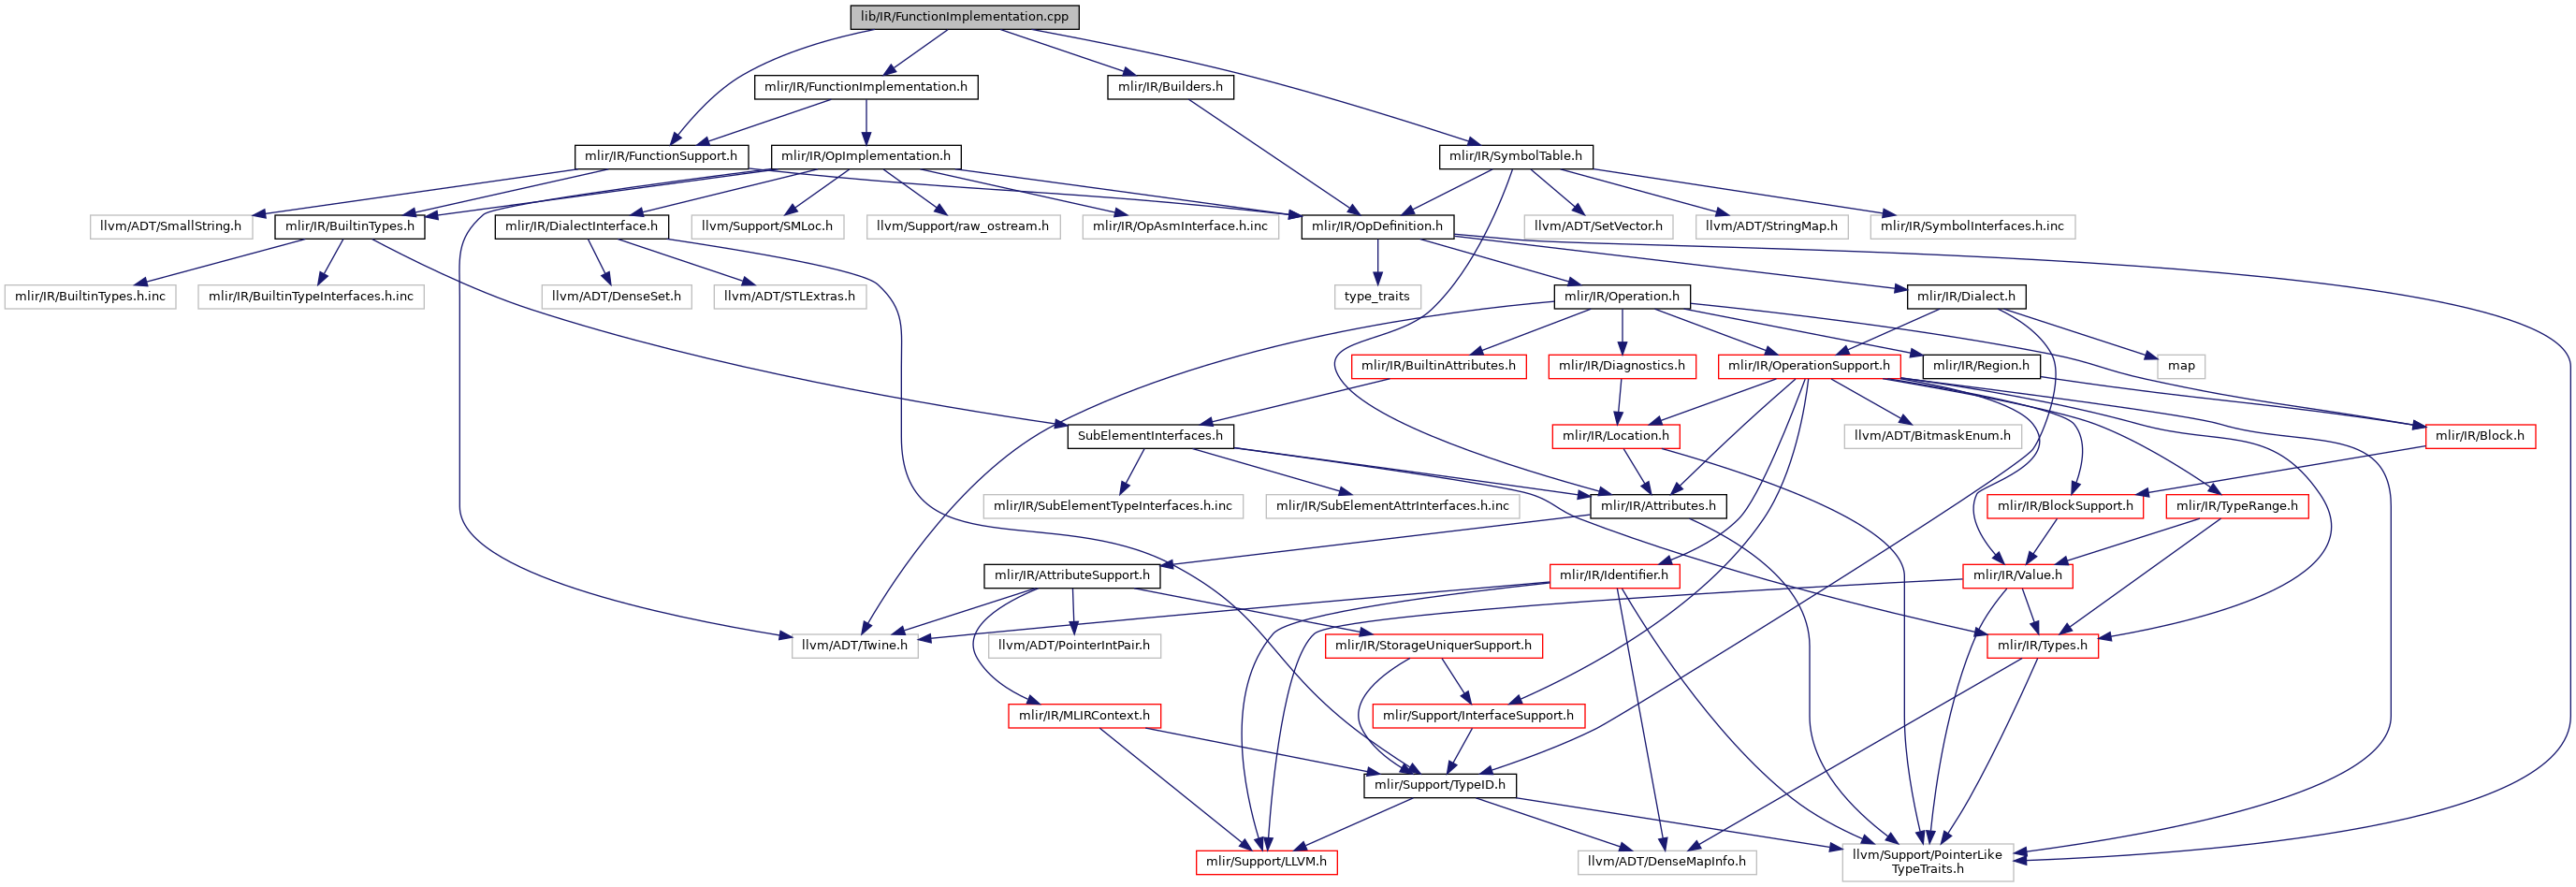 lib/IR/FunctionImplementation.cpp
mlir/IR/FunctionImplementation.h
mlir/IR/Builders.h
mlir/IR/FunctionSupport.h
mlir/IR/OpImplementation.h
mlir/IR/SymbolTable.h
llvm/ADT/SmallString.h
mlir/IR/BuiltinTypes.h
mlir/IR/DialectInterface.h
llvm/Support/SMLoc.h
llvm/Support/raw_ostream.h
mlir/IR/OpAsmInterface.h.inc
mlir/IR/OpDefinition.h
llvm/ADT/SetVector.h
llvm/ADT/StringMap.h
mlir/IR/SymbolInterfaces.h.inc
mlir/IR/BuiltinTypes.h.inc
mlir/IR/BuiltinTypeInterfaces.h.inc
llvm/ADT/DenseSet.h
llvm/ADT/STLExtras.h
type_traits
mlir/IR/Operation.h
mlir/IR/Dialect.h
mlir/IR/BuiltinAttributes.h
mlir/IR/Diagnostics.h
mlir/IR/OperationSupport.h
mlir/IR/Region.h
map
SubElementInterfaces.h
mlir/IR/Location.h
llvm/ADT/BitmaskEnum.h
mlir/IR/Block.h
mlir/IR/SubElementTypeInterfaces.h.inc
mlir/IR/SubElementAttrInterfaces.h.inc
mlir/IR/Attributes.h
mlir/IR/BlockSupport.h
mlir/IR/TypeRange.h
mlir/IR/AttributeSupport.h
mlir/IR/Identifier.h
mlir/IR/Value.h
llvm/ADT/Twine.h
llvm/ADT/PointerIntPair.h
mlir/IR/StorageUniquerSupport.h
mlir/IR/Types.h
mlir/IR/MLIRContext.h
mlir/Support/InterfaceSupport.h
mlir/Support/TypeID.h
mlir/Support/LLVM.h
llvm/ADT/DenseMapInfo.h
llvm/Support/PointerLike
TypeTraits.h